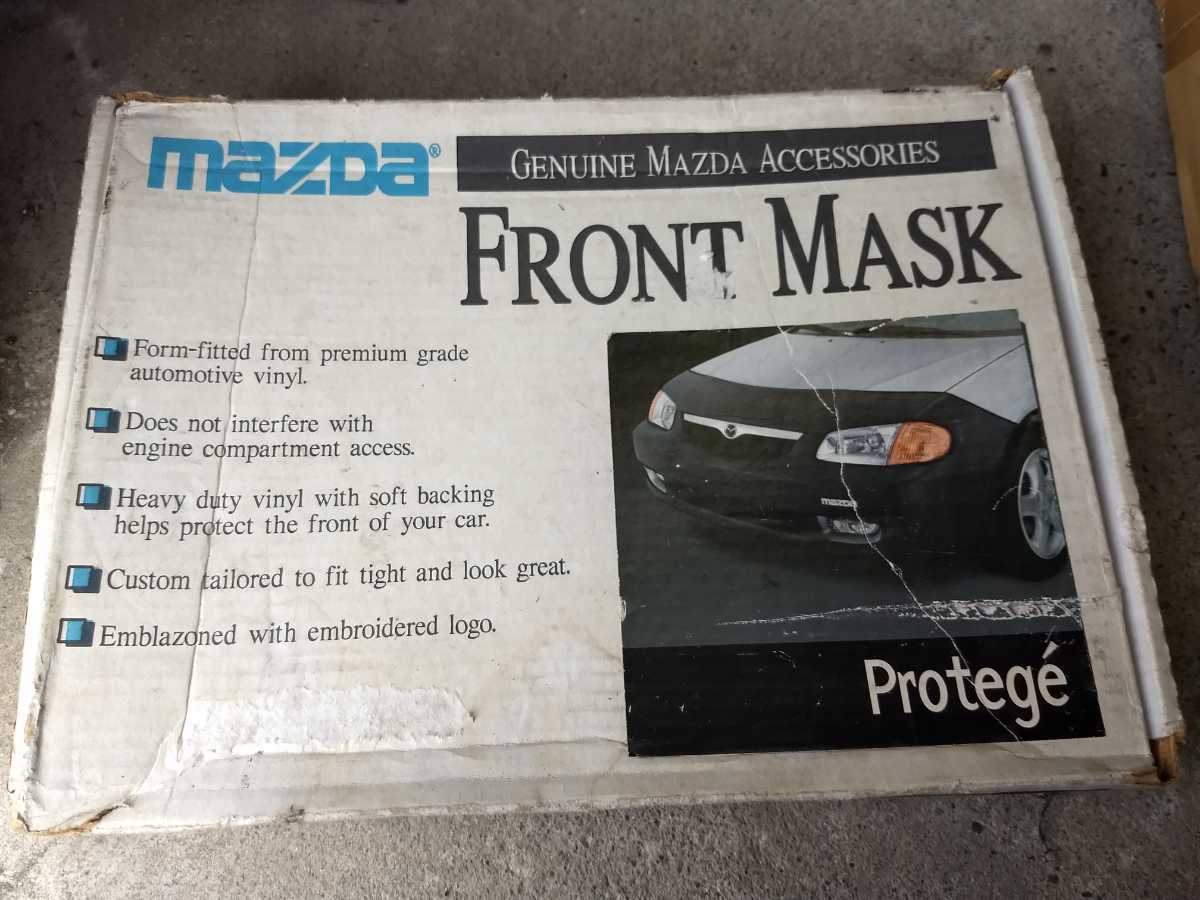 mazda®
GENUINE MAZDA ACCESSORIES
FRONT MASK
Form-fitted from premium grade
automotive vinyl.
Does not interfere with
engine compartment access.
Heavy duty vinyl with soft backing
helps protect the front of your car.
Custom tailored to fit tight and look great.
Emblazoned with embroidered logo.
mazda
Protegé